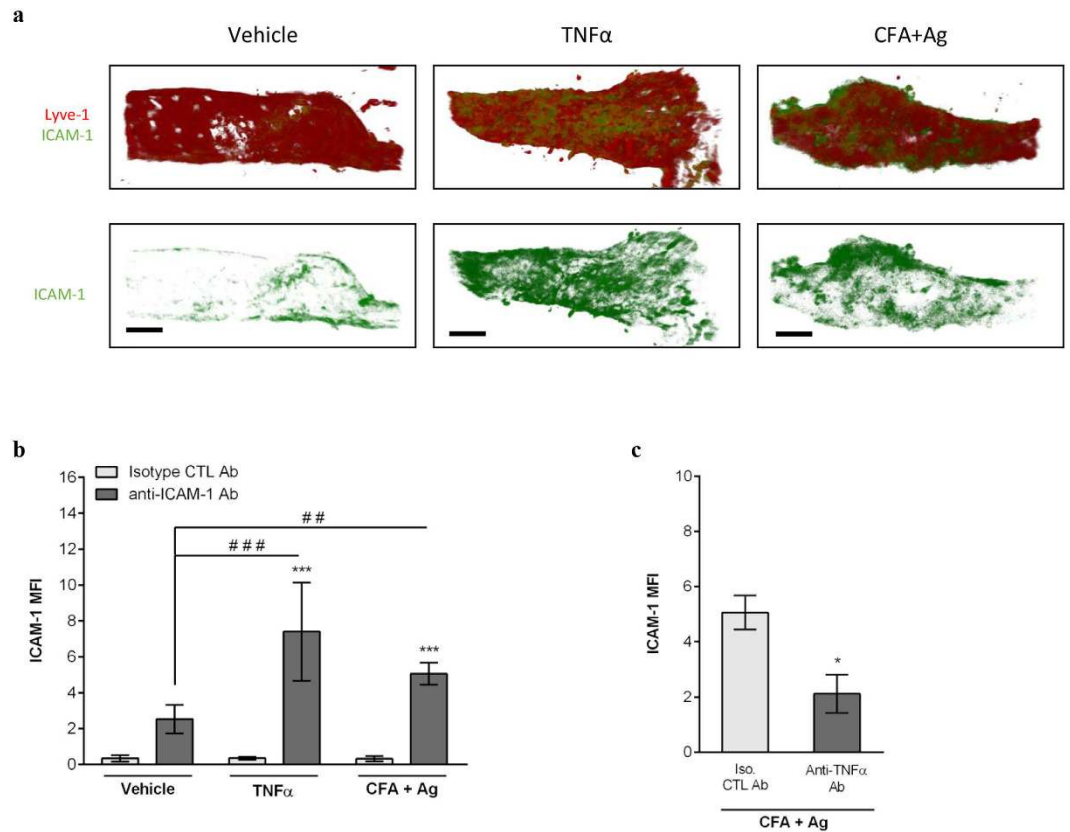 a
Vehicle
TNFα
CFA+Ag
Lyve-1
ICAM-1
ICAM-1
b
Isotype CTL Ab
anti-ICAM-1 Ab
16
14
12
10
8
6
4
2
0
ICAM-1 MFI
# #
# # #
***
***
Vehicle
TNFα
CFA + Ag
c
10
8
6
4
2
0
ICAM-1 MFI
*
Iso.
CTL Ab
Anti-TNFα
Ab
CFA + Ag